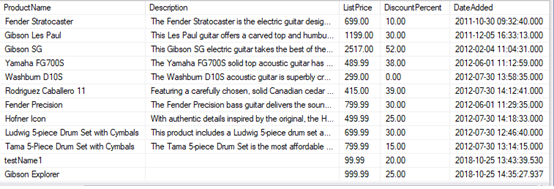 ProductName Description ListPrice DiscountPercent DateAdded
Fender Stratocaster The Fender Stratocaster is the electric guitar desig... 699.00 30.00 2011-10-30 09:32:40.000
Gibson Les Paul This Les Paul guitar offers a carved top and humbu... 1199.00 30.00 2011-12-05 16:33:13.000
Gibson SG This Gibson SG electric guitar takes the best of the... 2517.00 52.00 2012-02-04 11:04:31.000
Yamaha FG700S The Yamaha FG700S solid top acoustic guitar has ... 489.99 38.00 2012-06-01 11:12:59.000
Washburn D10S The Washburn D10S acoustic guitar is superbly cr... 299.00 0.00 2012-07-30 13:58:35.000
Rodriguez Caballero 11 Featuring a carefully chosen, solid Canadian cedar ... 415.00 39.00 2012-07-30 14:12:41.000
Fender Precision The Fender Precision bass guitar delivers the soun... 799.99 30.00 2012-06-01 11:29:35.000
Hofner Icon With authentic details inspired by the original, the H... 499.99 25.00 2012-07-30 14:18:33.000
Ludwig 5-piece Drum Set with Cymbals This product includes a Ludwig 5-piece drum set a... 699.99 30.00 2012-07-30 12:46:40.000
Tama 5-Piece Drum Set with Cymbals The Tama 5-piece Drum Set is the most affordable ... 799.99 15.00 2012-07-30 13:14:15.000
testName1 99.99 20.00 2018-10-25 13:43:39.530
Gibson Explorer 999.99 25.00 2018-10-25 14:35:27.937